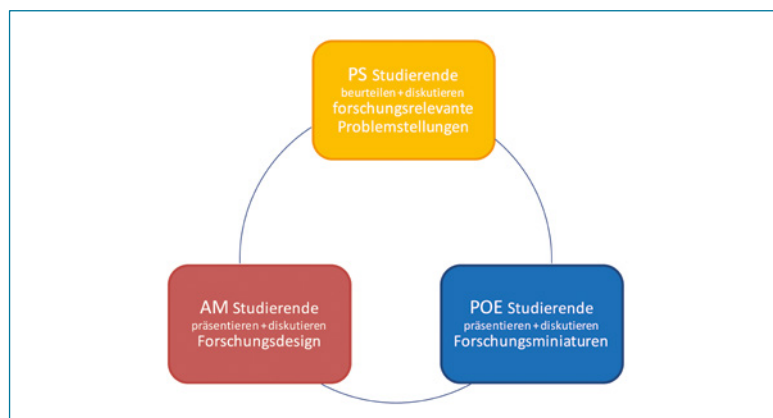 PS Studierende
beurteilen + diskutieren
forschungsrelevante
Problemstellungen
AM Studierende
präsentieren + diskutieren
Forschungsdesign
POE Studierende
präsentieren + diskutieren
Forschungsminiaturen